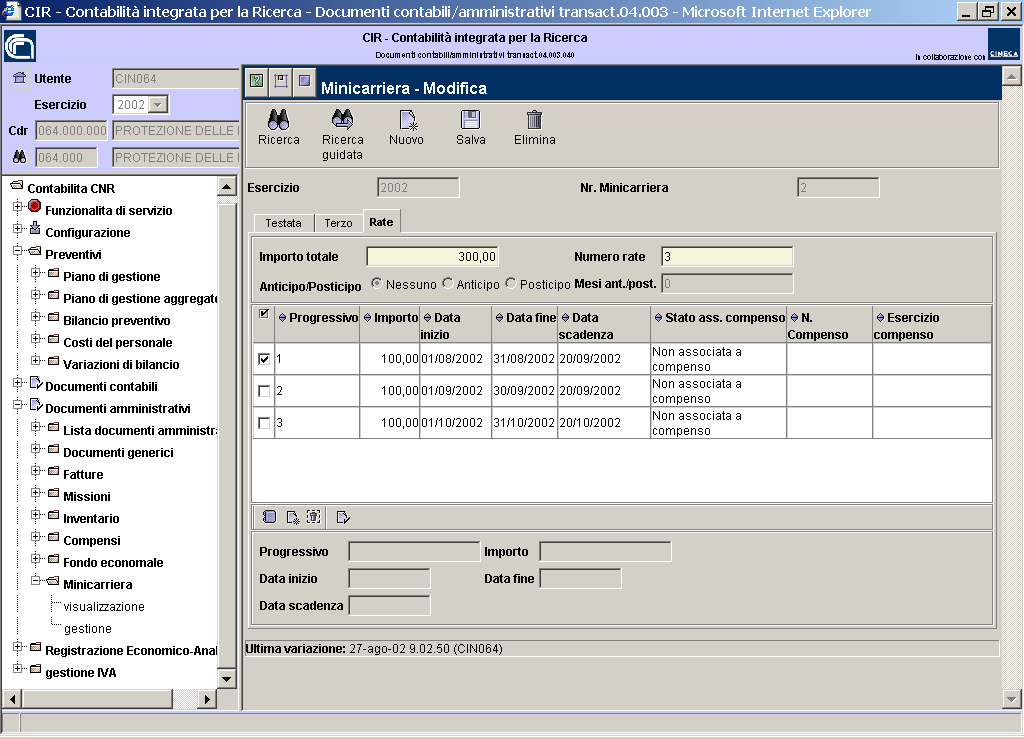 CIR - Contabilità integrata per la Ricerca - Documenti contabili/amministrativi transact.04.003 - Microsoft Internet Explorer
CIR - Contabilità integrata per la Ricerca
Documenti contabili/amministrativi transact.04.003.040
in collaborazione con CINECA
Utente CIN064
Esercizio 2002
Cdr 064.000.000 PROTEZIONE DELLE
064.000 PROTEZIONE DELLE
Contabilita CNR
Funzionalita di servizio
Configurazione
Preventivi
Piano di gestione
Piano di gestione aggregat
Bilancio preventivo
Costi del personale
Variazioni di bilancio
Documenti contabili
Documenti amministrativi
Lista documenti amministr
Documenti generici
Fatture
Missioni
Inventario
Compensi
Fondo economale
Minicarriera
visualizzazione
gestione
Registrazione Economico-Anal
gestione IVA
Minicarriera - Modifica
Ricerca Ricerca guidata Nuovo Salva Elimina
Esercizio 2002 Nr. Minicarriera 2
Testata Terzo Rate
Importo totale 300,00 Numero rate 3
Anticipo/Posticipo Nessuno Anticipo Posticipo Mesi ant./post. 0
Progressivo Importo Data inizio Data fine Data scadenza Stato ass. compenso N. Compenso Esercizio compenso
1 100,00 01/08/2002 31/08/2002 20/09/2002 Non associata a compenso
2 100,00 01/09/2002 30/09/2002 20/09/2002 Non associata a compenso
3 100,00 01/10/2002 31/10/2002 20/10/2002 Non associata a compenso
Progressivo Importo
Data inizio Data fine
Data scadenza
Ultima variazione: 27-ago-02 9.02.50 (CIN064)